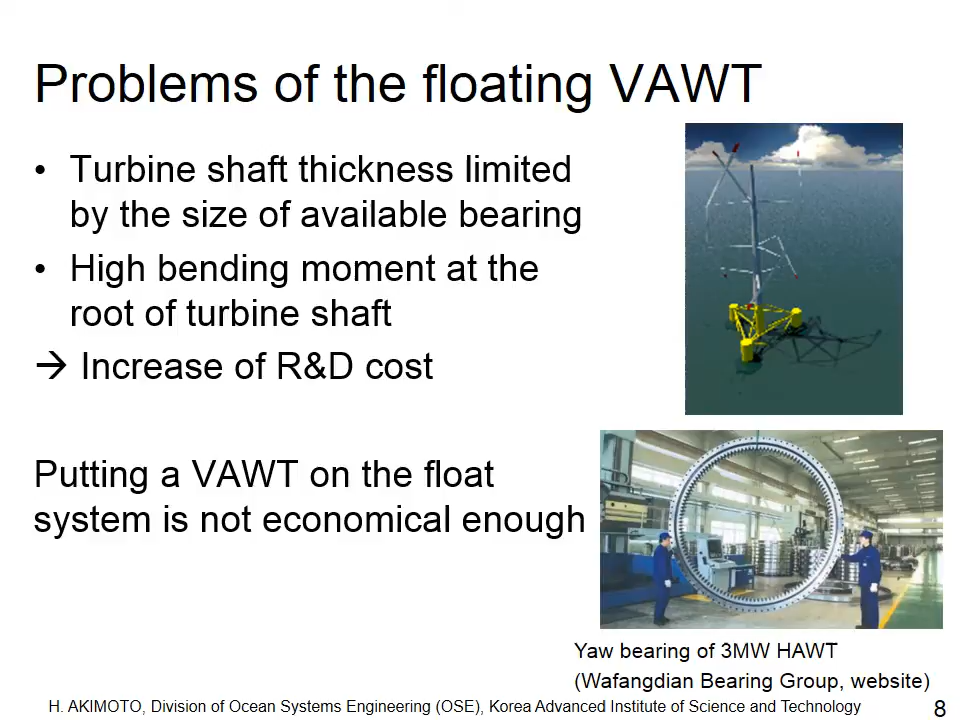 Problems of the floating VAWT
• Turbine shaft thickness limited
by the size of available bearing
• High bending moment at the
root of turbine shaft
→ Increase of R&D cost
Putting a VAWT on the float
system is not economical enough
Yaw bearing of 3MW HAWT
(Wafangdian Bearing Group, website)
H. AKIMOTO, Division of Ocean Systems Engineering (OSE), Korea Advanced Institute of Science and Technology
8